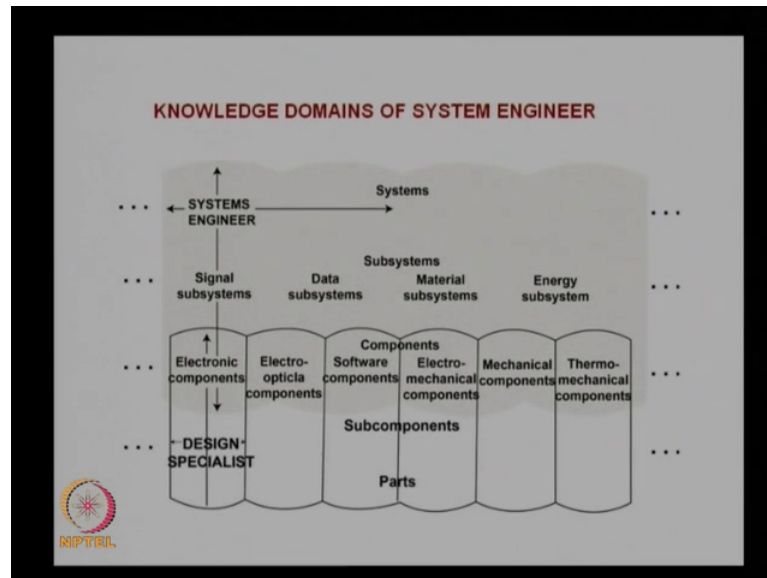 KNOWLEDGE DOMAINS OF SYSTEM ENGINEER
Systems
... SYSTEMS ...
ENGINEER
Subsystems
... Signal Data Material Energy ...
subsystems subsystems subsystems subsystem
Components
... Electronic Electro- Software Electro- Mechanical Thermo- ...
components opticla components mechanical components mechanical
components components components
Subcomponents
... DESIGN ...
SPECIALIST
Parts
NPTEL